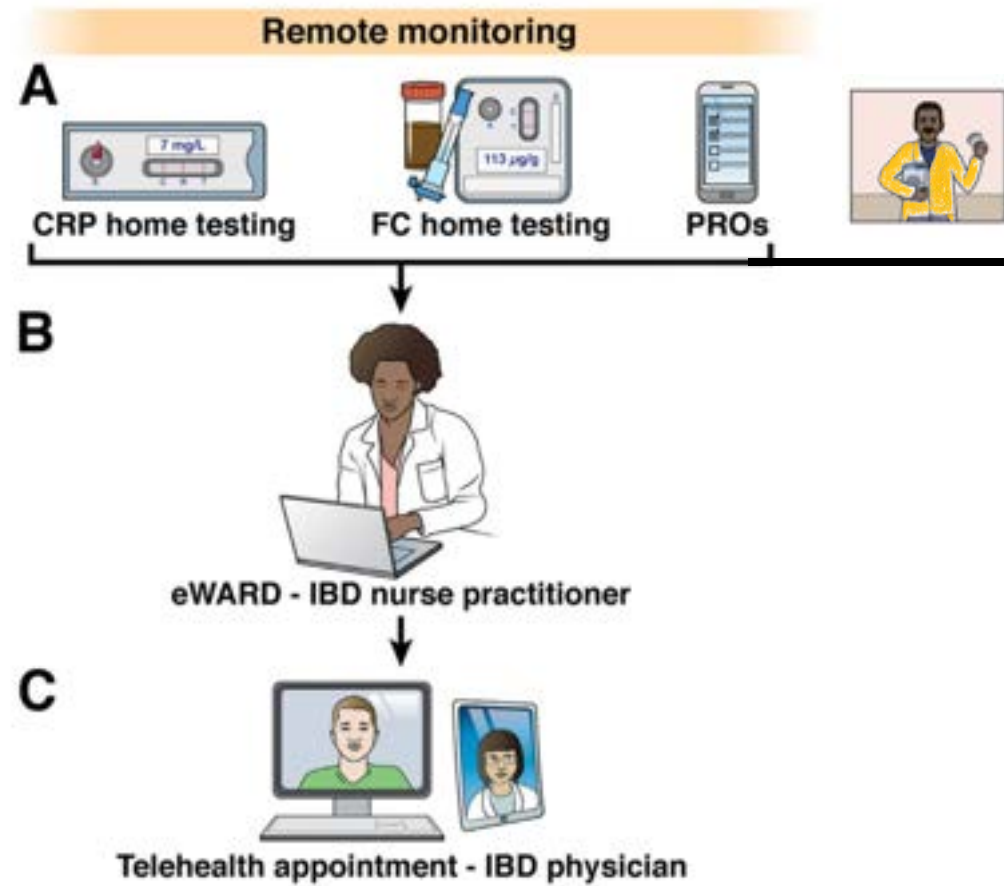 Remote monitoring
A
7 mg/L
113 µg/g
CRP home testing
FC home testing
PROs
B
eWARD - IBD nurse practitioner
C
Telehealth appointment - IBD physician